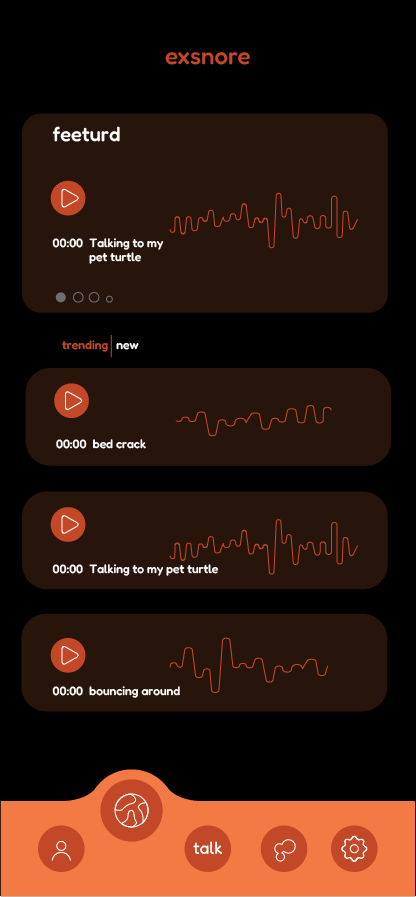 exsnore
feeturd
00:00 Talking to my
pet turtle
trending new
00:00 bed crack
00:00 Talking to my pet turtle
00:00 bouncing around
talk